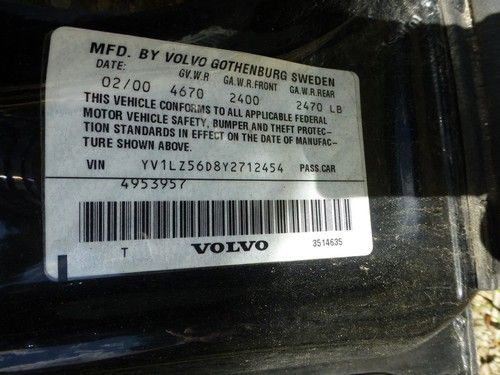 MFD. BY VOLVO GOTHENBURG SWEDEN
DATE: GV.W.R GA.W.R.FRONT GA.W.R.REAR
02/00 4670 2400 2470 LB
THIS VEHICLE CONFORMS TO ALL APPLICABLE FEDERAL
MOTOR VEHICLE SAFETY, BUMPER AND THEFT PROTEC-
TION STANDARDS IN EFFECT ON THE DATE OF MANUFAC-
TURE SHOWN ABOVE.
VIN YV1LZ56D8Y2712454 PASS.CAR
4953957
T VOLVO 3514635